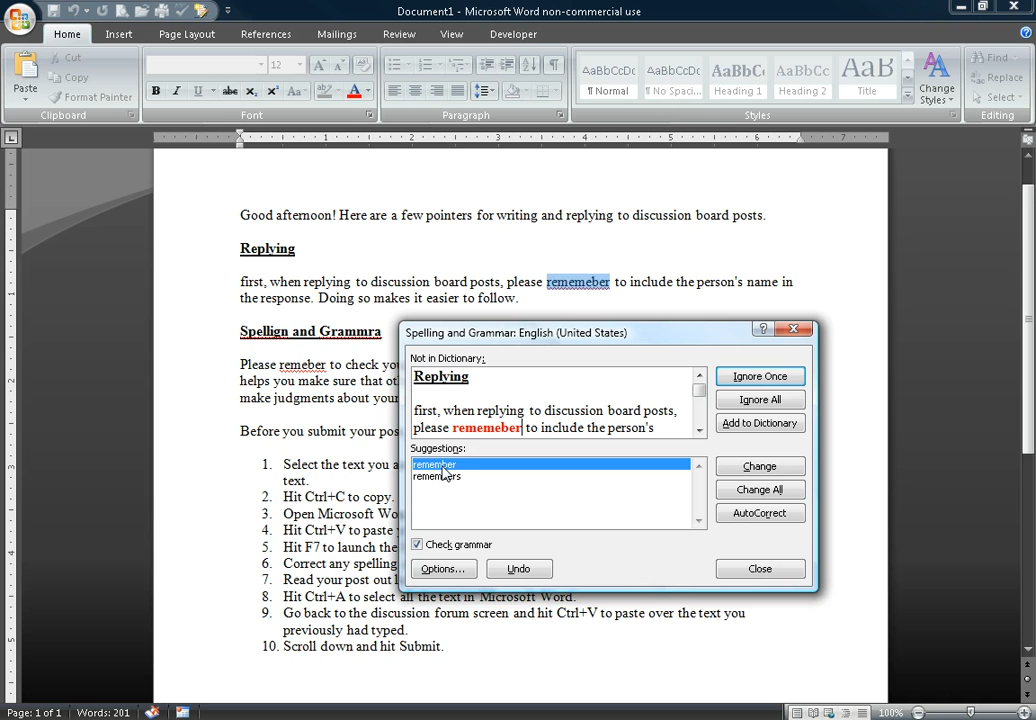 Document1 - Microsoft Word non-commercial use
Home Insert Page Layout References Mailings Review View Developer
Paste Cut Copy Format Painter
12
AaBbCcDc AaBbCcDc AaBbC AaBbCc AaB
¶ Normal ¶ No Spaci... Heading 1 Heading 2 Title
Change Styles
Find Replace Select
Clipboard Font Paragraph Styles Editing
Good afternoon! Here are a few pointers for writing and replying to discussion board posts.
Replying
first, when replying to discussion board posts, please rememeber to include the person's name in
the response. Doing so makes it easier to follow.
Spellign and Grammra
Please remeber to check
helps you make sure that
make judgments about your
Before you submit your
1. Select the text you
text.
2. Hit Ctrl+C to copy.
3. Open Microsoft
4. Hit Ctrl+V to paste
5. Hit F7 to launch the
6. Correct any spelling
7. Read your post out
8. Hit Ctrl+A to select all the text in Microsoft Word.
9. Go back to the discussion forum screen and hit Ctrl+V to paste over the text you
previously had typed.
10. Scroll down and hit Submit.
Spelling and Grammar: English (United States)
Not in Dictionary:
Replying
first, when replying to discussion board posts,
please rememeber to include the person's
Ignore Once
Ignore All
Add to Dictionary
Suggestions:
remember
remembers
Change
Change All
AutoCorrect
Check grammar
Options... Undo Close
Page: 1 of 1 Words: 201 100%